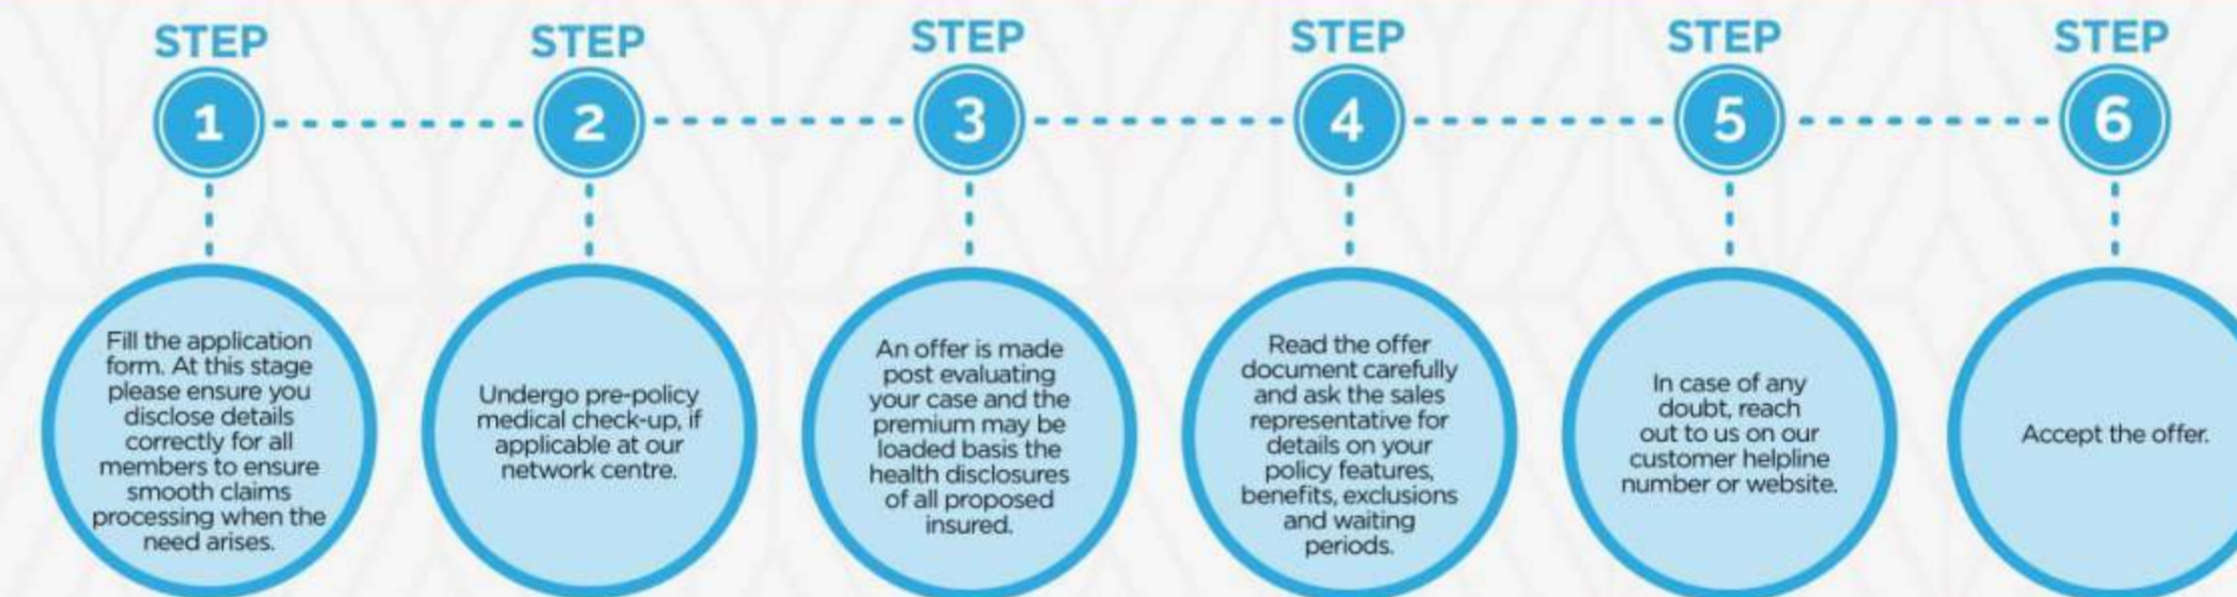 STEP
1
Fill the application
form. At this stage
please ensure you
disclose details
correctly for all
members to ensure
smooth claims
processing when the
need arises.
STEP
2
Undergo pre-policy
medical check-up, if
applicable at our
network centre.
STEP
3
An offer is made
post evaluating
your case and the
premium may be
loaded basis the
health disclosures
of all proposed
insured.
STEP
4
Read the offer
document carefully
and ask the sales
representative for
details on your
policy features,
benefits, exclusions
and waiting
periods.
STEP
5
In case of any
doubt, reach
out to us on our
customer helpline
number or website.
STEP
6
Accept the offer.